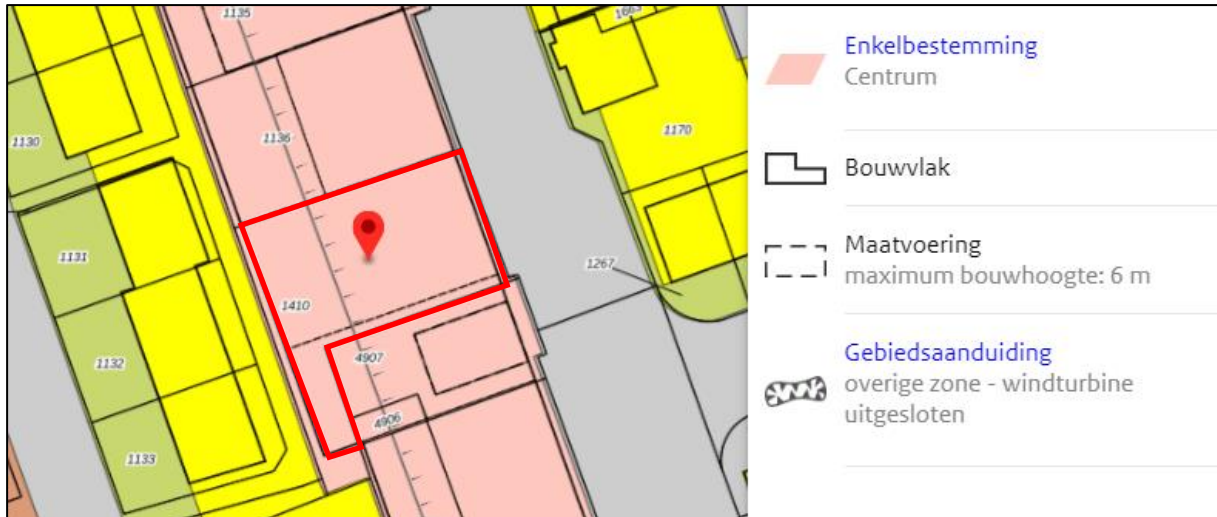 1135
1663
1136
1130
1170
1131
1267
1410
4907
1132
4906
1133
Enkelbestemming
Centrum
Bouwvlak
Maatvoering
maximum bouwhoogte: 6 m
Gebiedsaanduiding
overige zone - windturbine
uitgesloten